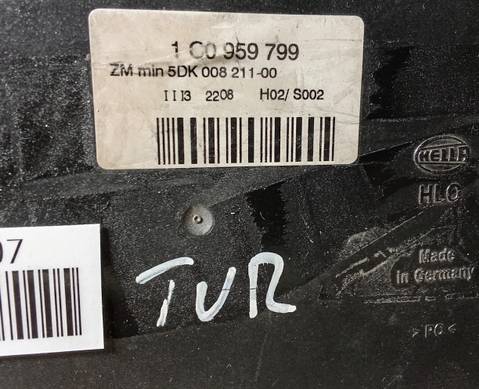 1 C0 959 799
ZM min 5DK 008 211-00
III3 2208 H02/ S002
HELLA
HLC
Made
in Germany
>PC<
07
TUR